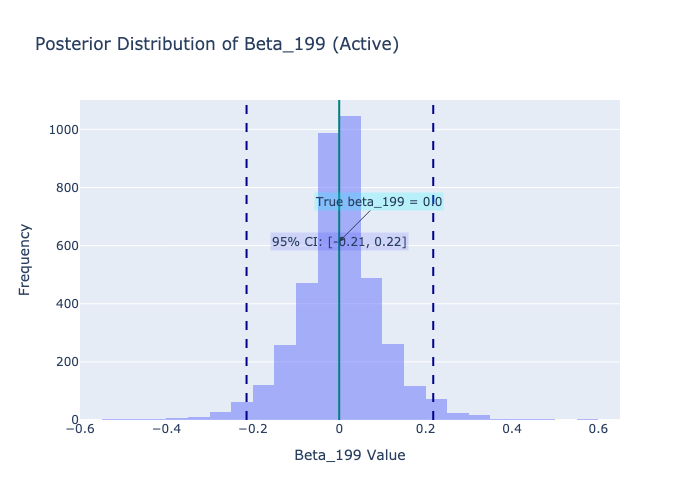 Posterior Distribution of Beta_199 (Active)
Frequency
1000
800
600
400
200
0
True beta_199 = 0.0
95% CI: [-0.21, 0.22]
−0.6
−0.4
−0.2
0
0.2
0.4
0.6
Beta_199 Value